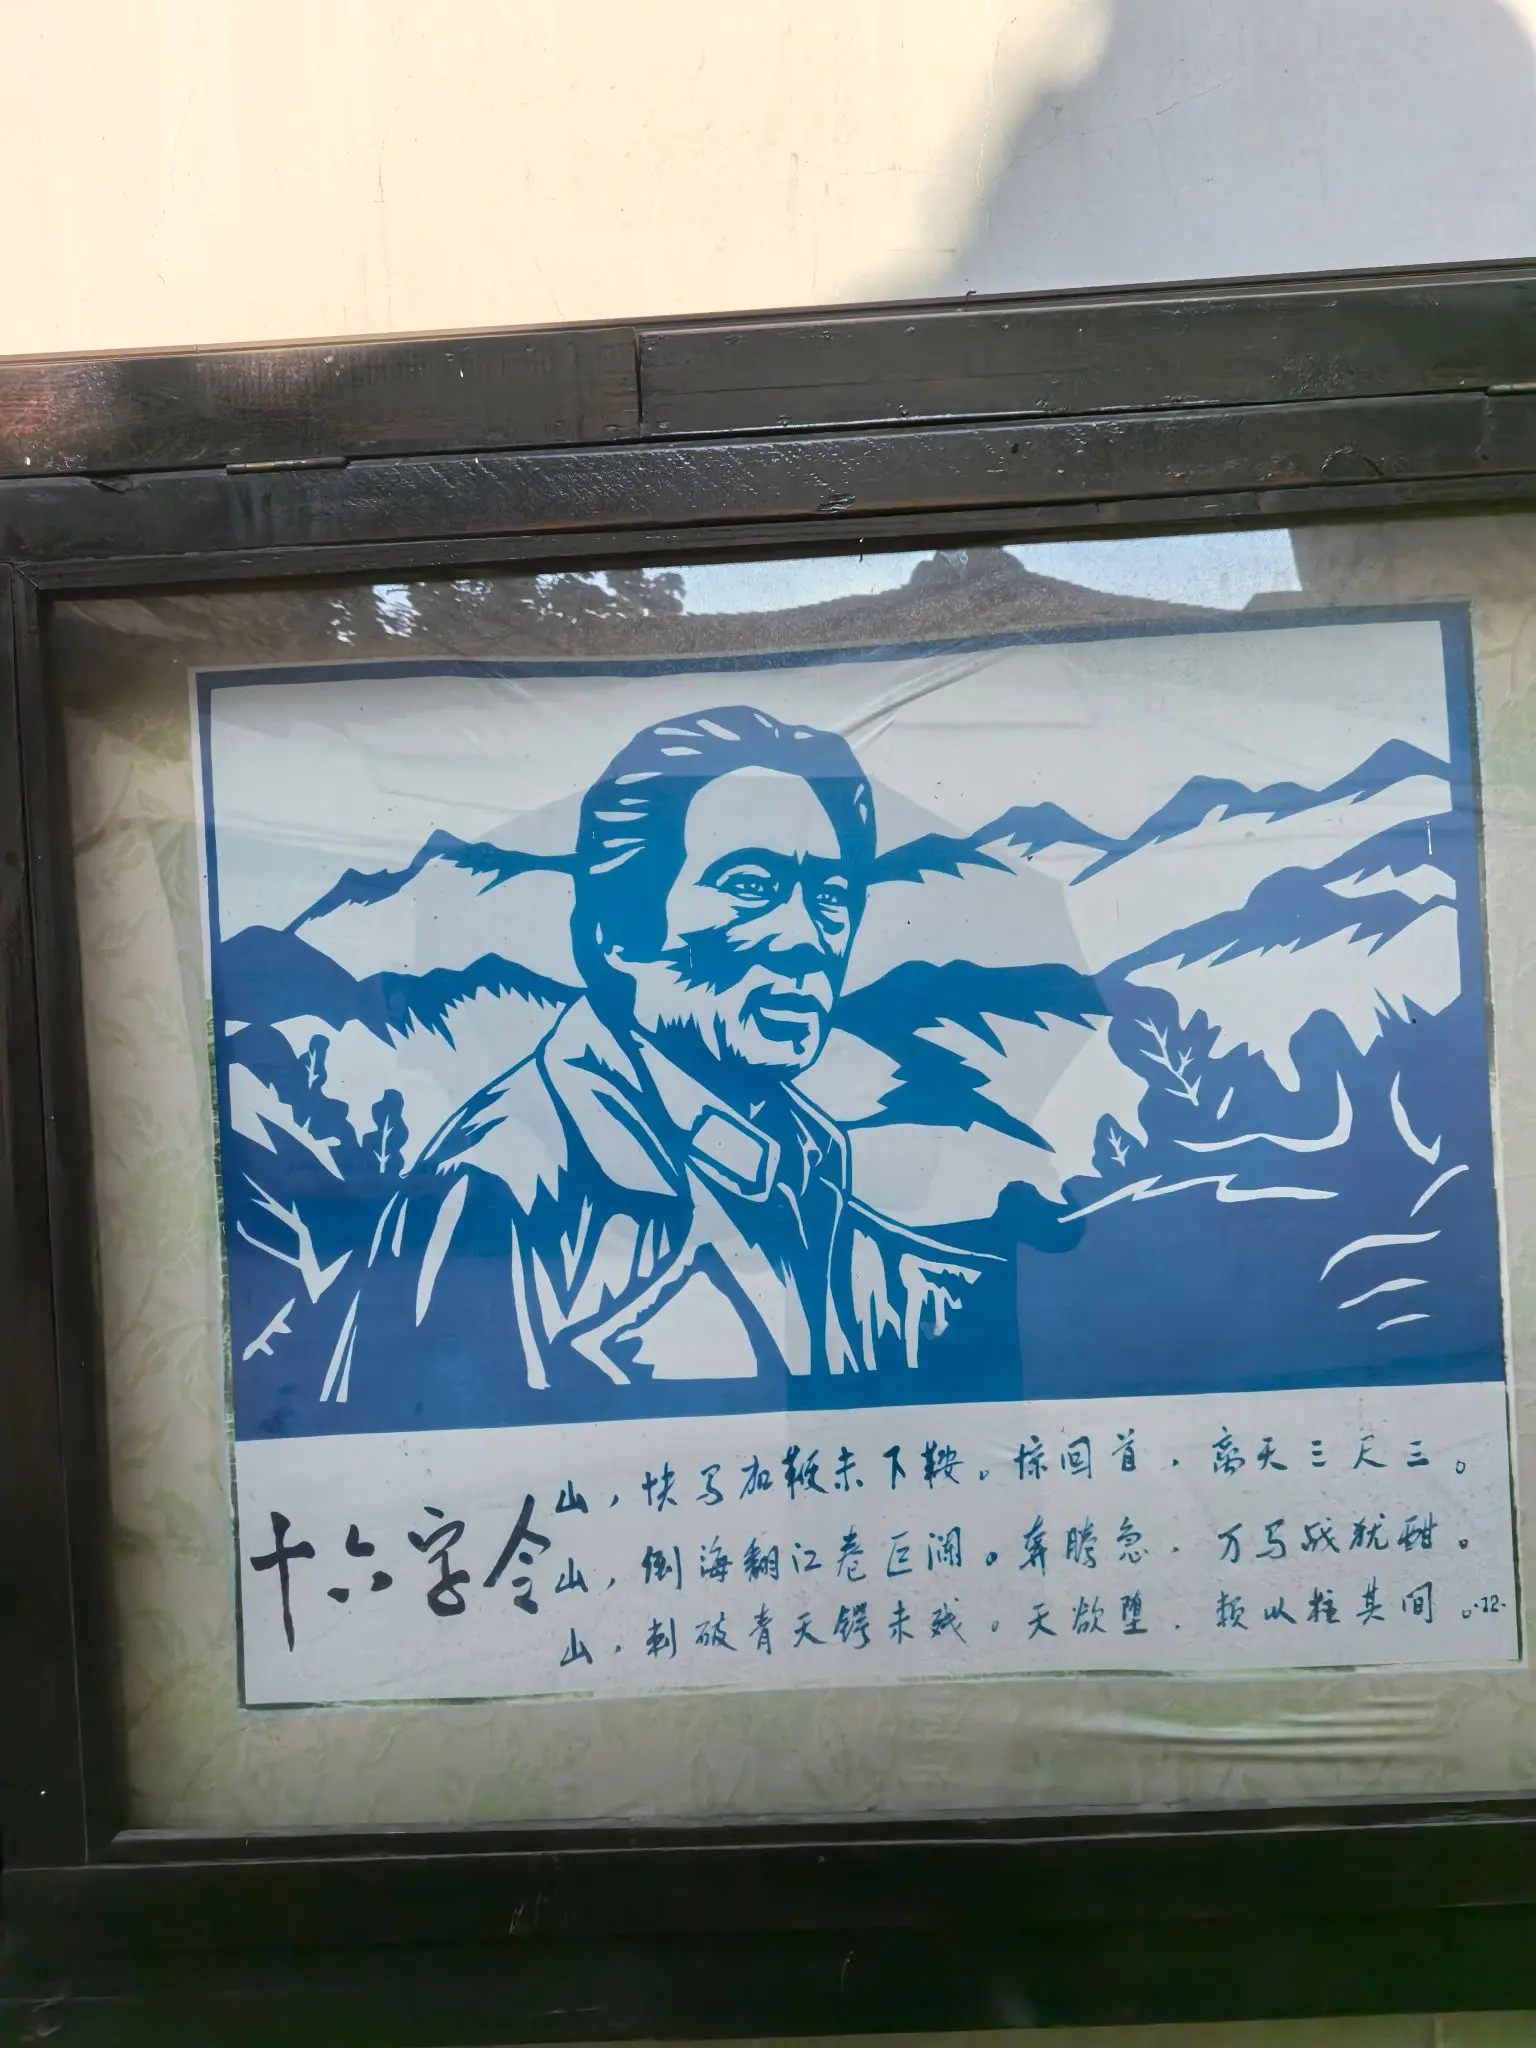 十六字令
山，快马加鞭未下鞍。惊回首，离天三尺三。
山，倒海翻江卷巨澜。奔腾急，万马战犹酣。
山，刺破青天锷未残。天欲堕，赖以拄其间。·12·